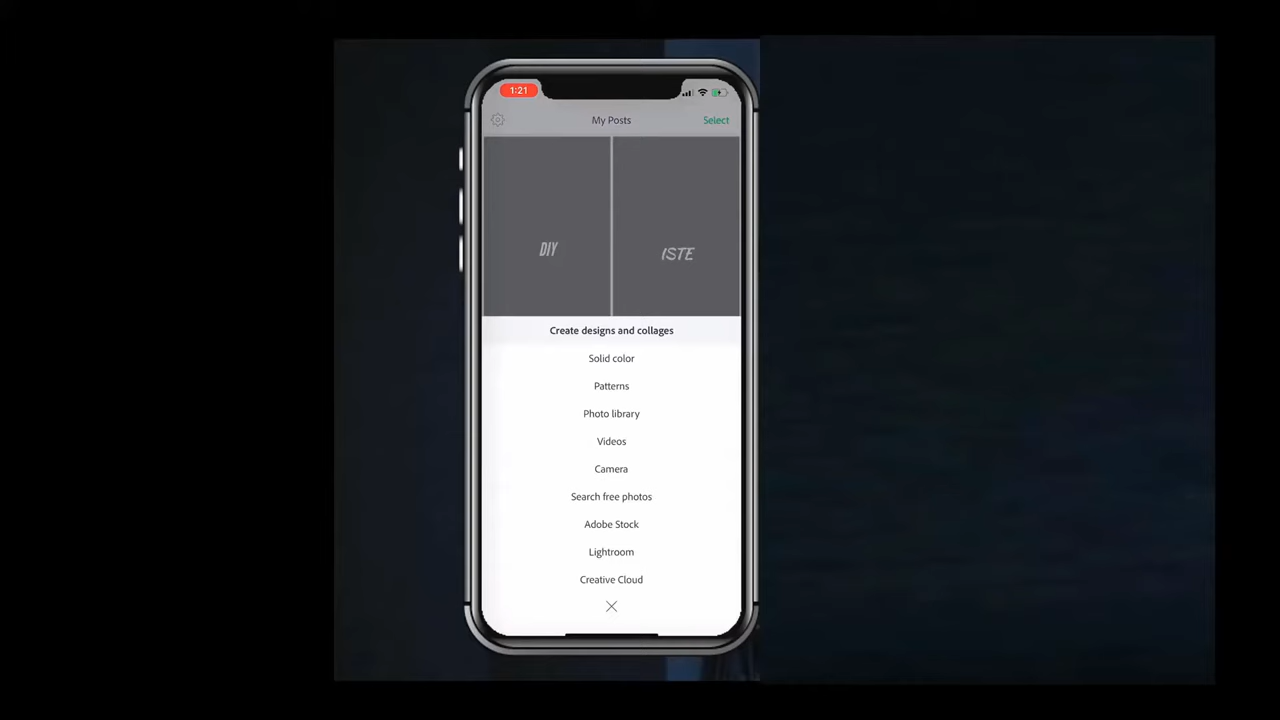 1:21
My Posts
Select
DIY
ISTE
Create designs and collages
Solid color
Patterns
Photo library
Videos
Camera
Search free photos
Adobe Stock
Lightroom
Creative Cloud